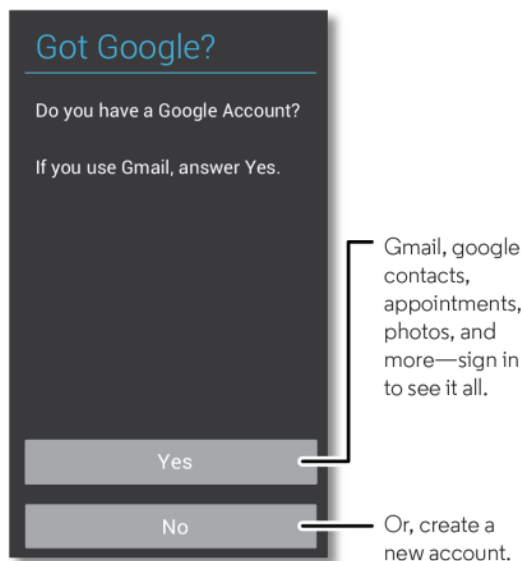 Got Google?
Do you have a Google Account?
If you use Gmail, answer Yes.
Gmail, google
contacts,
appointments,
photos, and
more—sign in
to see it all.
Yes
No
Or, create a
new account.